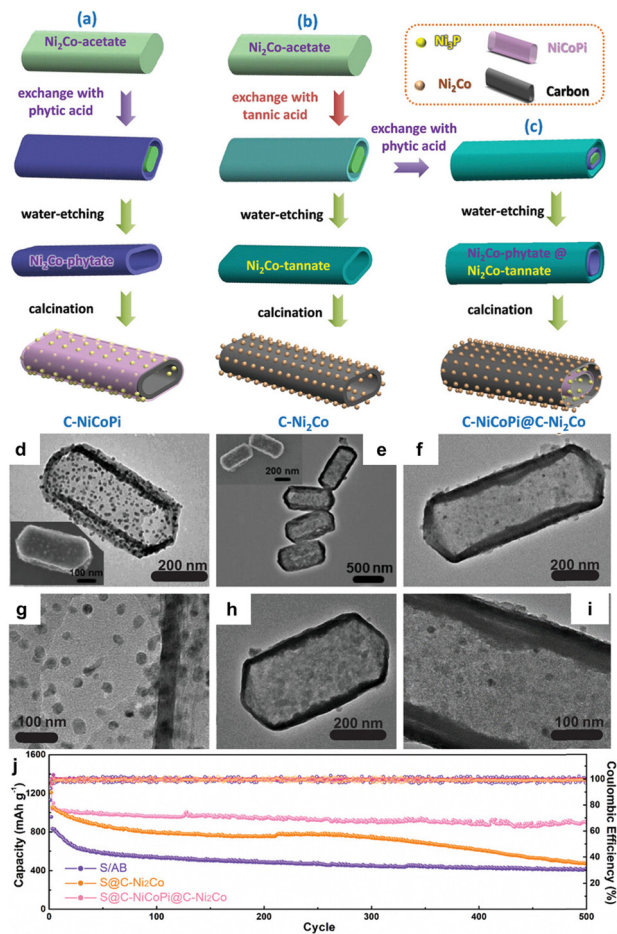 (a)
Ni₂Co-acetate
exchange with
phytic acid
water-etching
Ni₂Co-phytate
calcination
C-NiCoPi
(b)
Ni₂Co-acetate
exchange with
tannic acid
water-etching
Ni₂Co-tannate
calcination
C-Ni₂Co
Ni₃P
NiCoPi
Ni₂Co
Carbon
exchange with
phytic acid
(c)
water-etching
Ni₂Co-phytate @
Ni₂Co-tannate
calcination
C-NiCoPi@C-Ni₂Co
d
100 nm
200 nm
e
200 nm
500 nm
f
200 nm
g
100 nm
h
200 nm
i
100 nm
j
Capacity (mAh g⁻¹)
1600
1200
800
400
0
Coulombic Efficiency (%)
100
80
60
40
20
S/AB
S@C-Ni₂Co
S@C-NiCoPi@C-Ni₂Co
0 100 200 300 400 500
Cycle